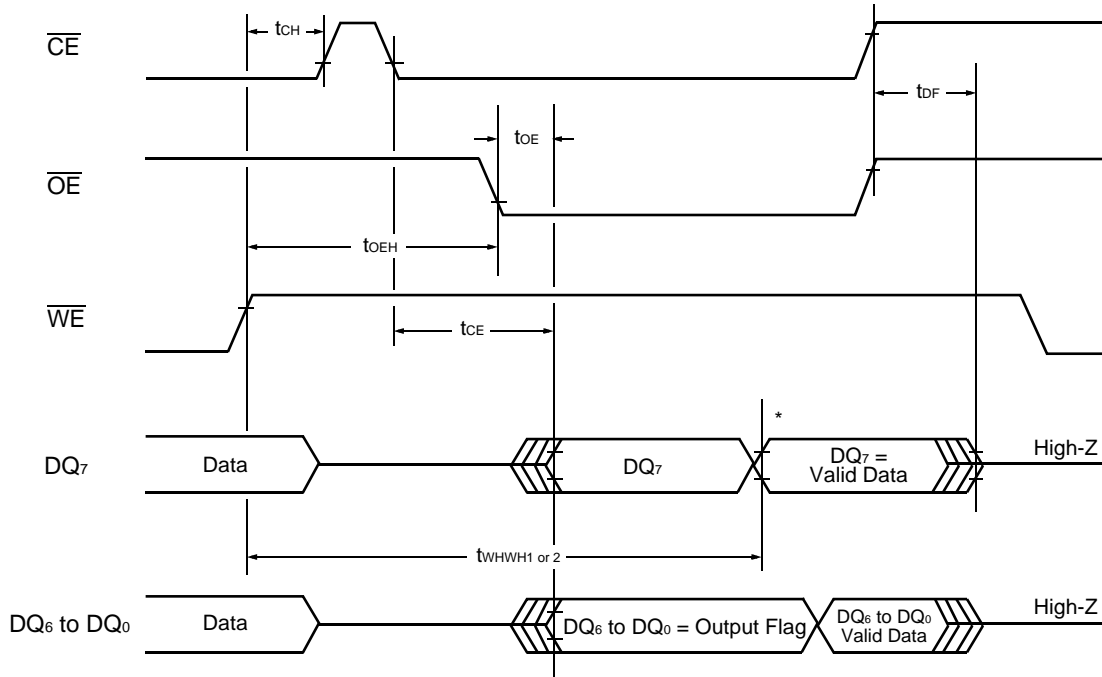 tCH
CE
tDF
tOE
OE
tOEH
WE
tCE
*
High-Z
DQ7
Data
DQ7
DQ7 =
Valid Data
tWHWH1 or 2
High-Z
DQ6 to DQ0
Data
DQ6 to DQ0 = Output Flag
DQ6 to DQ0
Valid Data